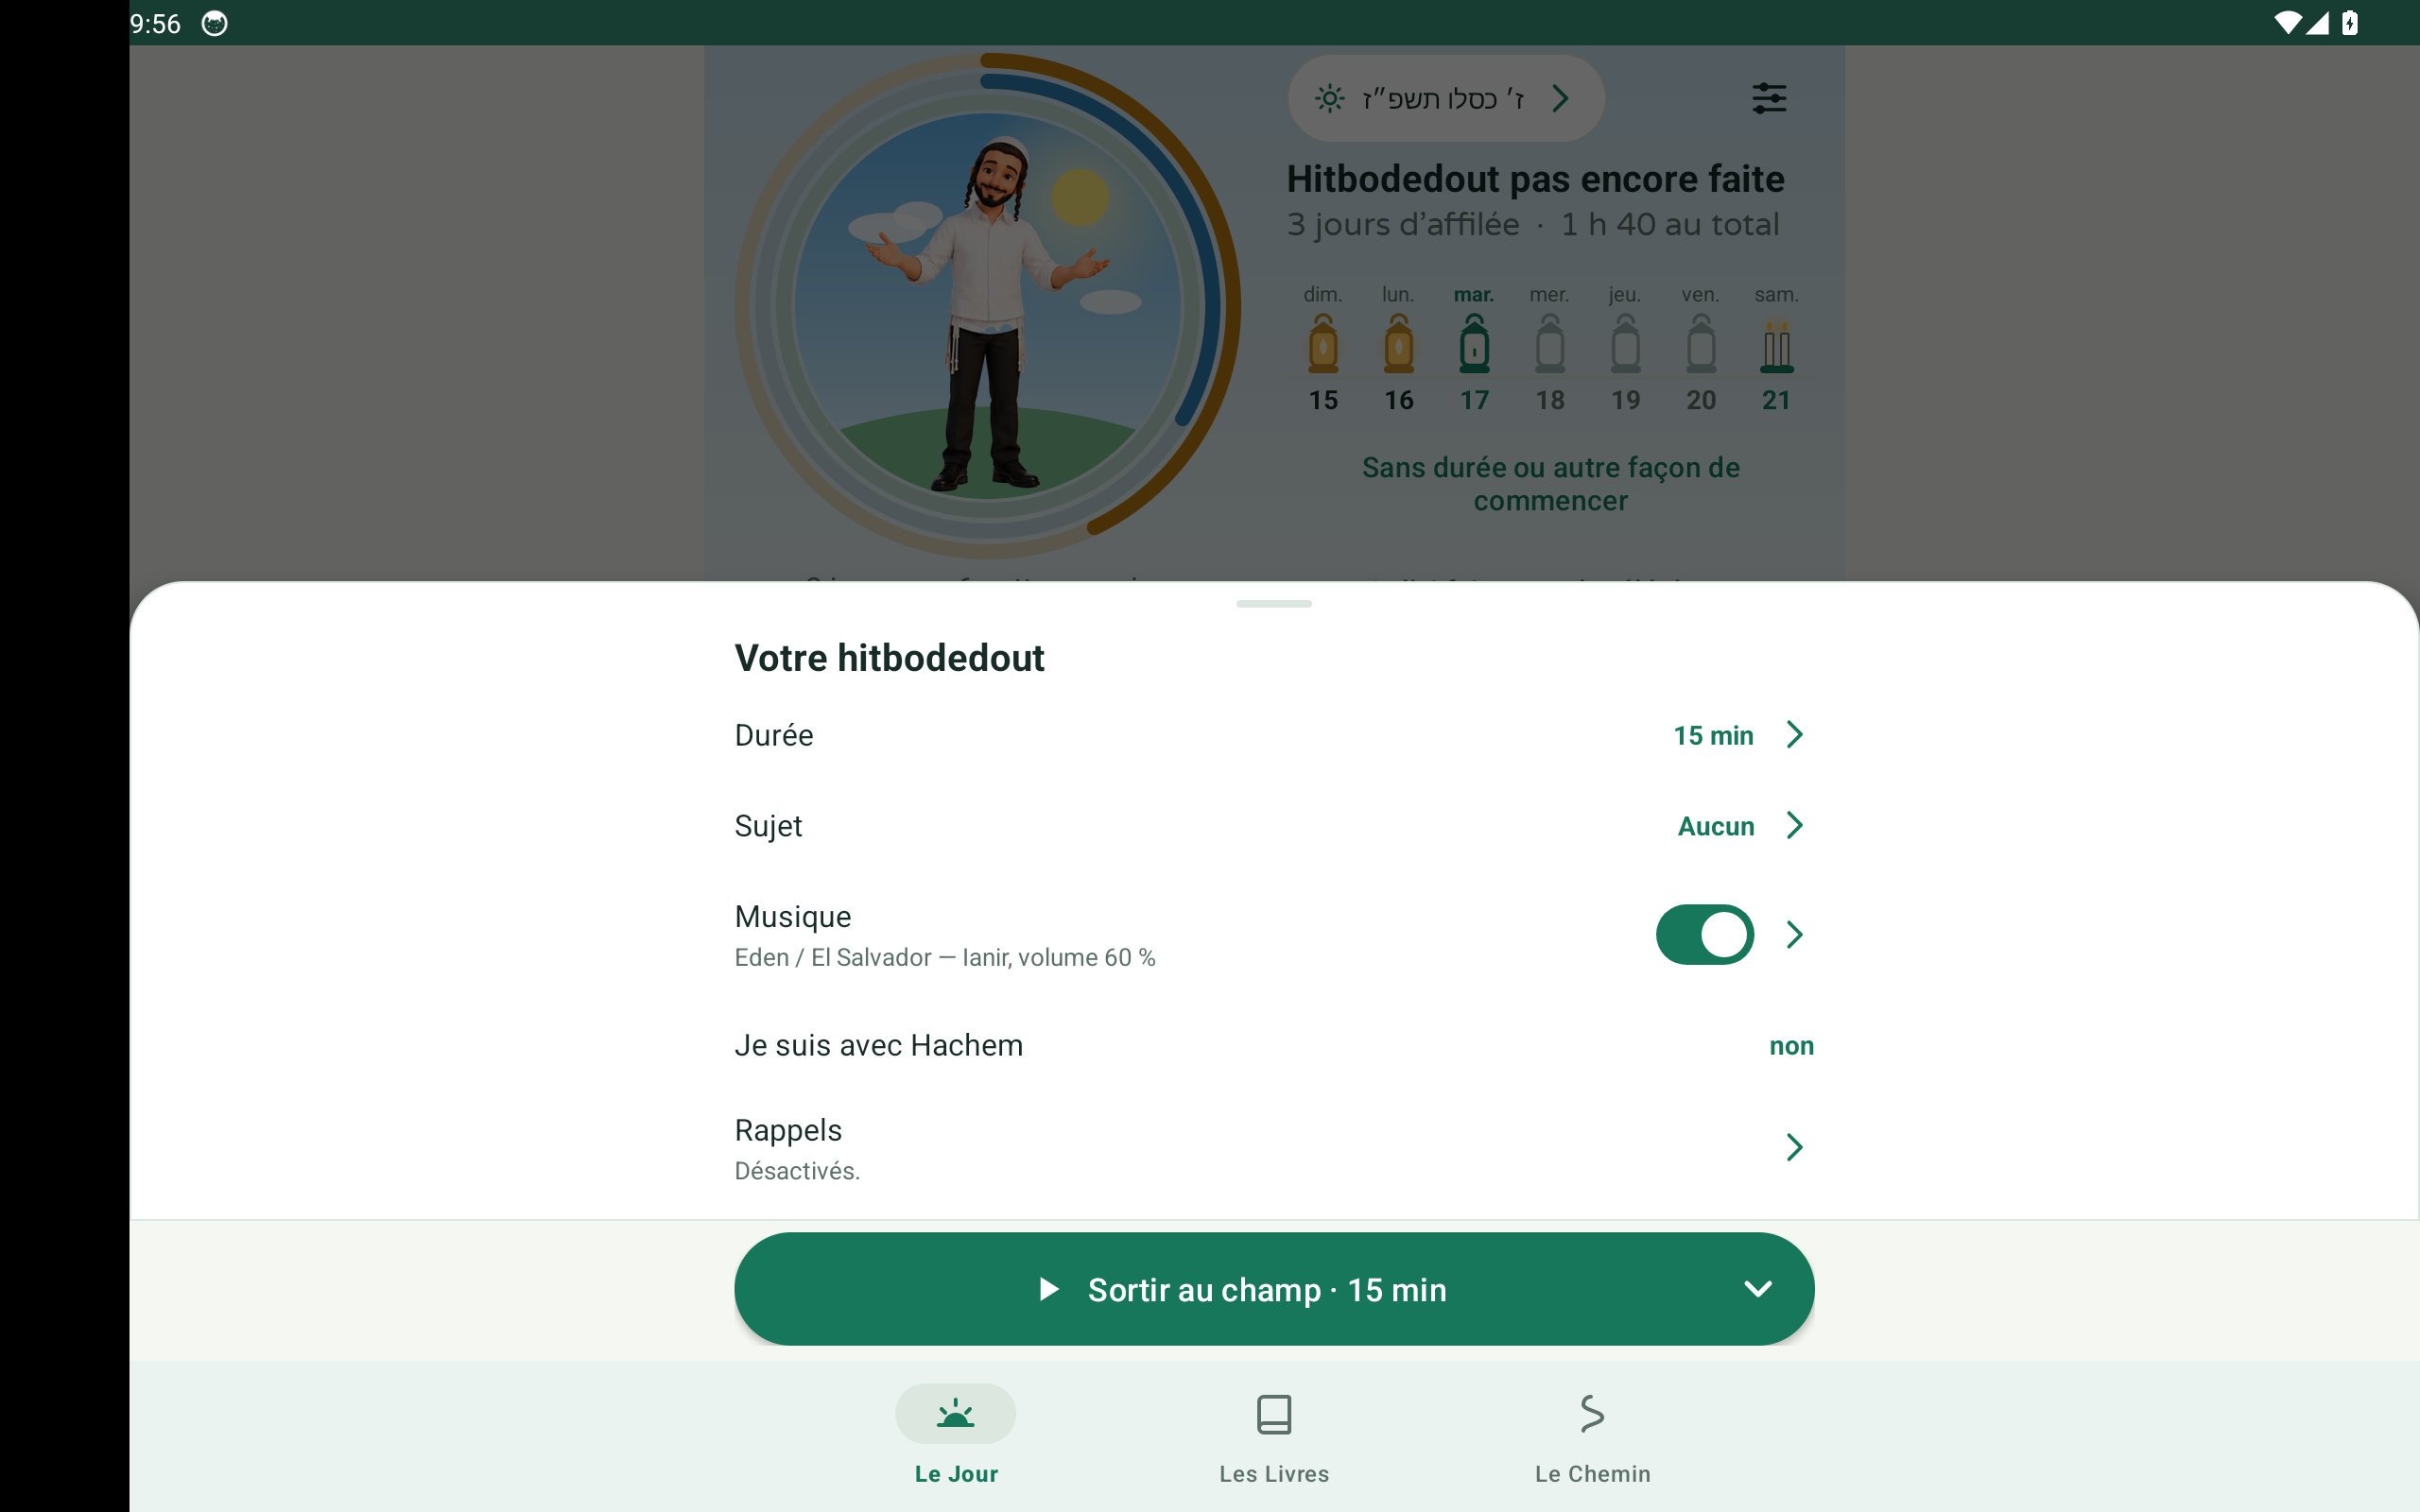 9:56
ז׳ כסלו תשפ״ז
Hitbodedout pas encore faite
3 jours d’affilée · 1 h 40 au total
dim. lun. mar. mer. jeu. ven. sam.
15 16 17 18 19 20 21
Sans durée ou autre façon de
commencer
Votre hitbodedout
Durée 15 min
Sujet Aucun
Musique
Eden / El Salvador — Ianir, volume 60 %
Je suis avec Hachem non
Rappels
Désactivés.
Sortir au champ · 15 min
Le Jour Les Livres Le Chemin